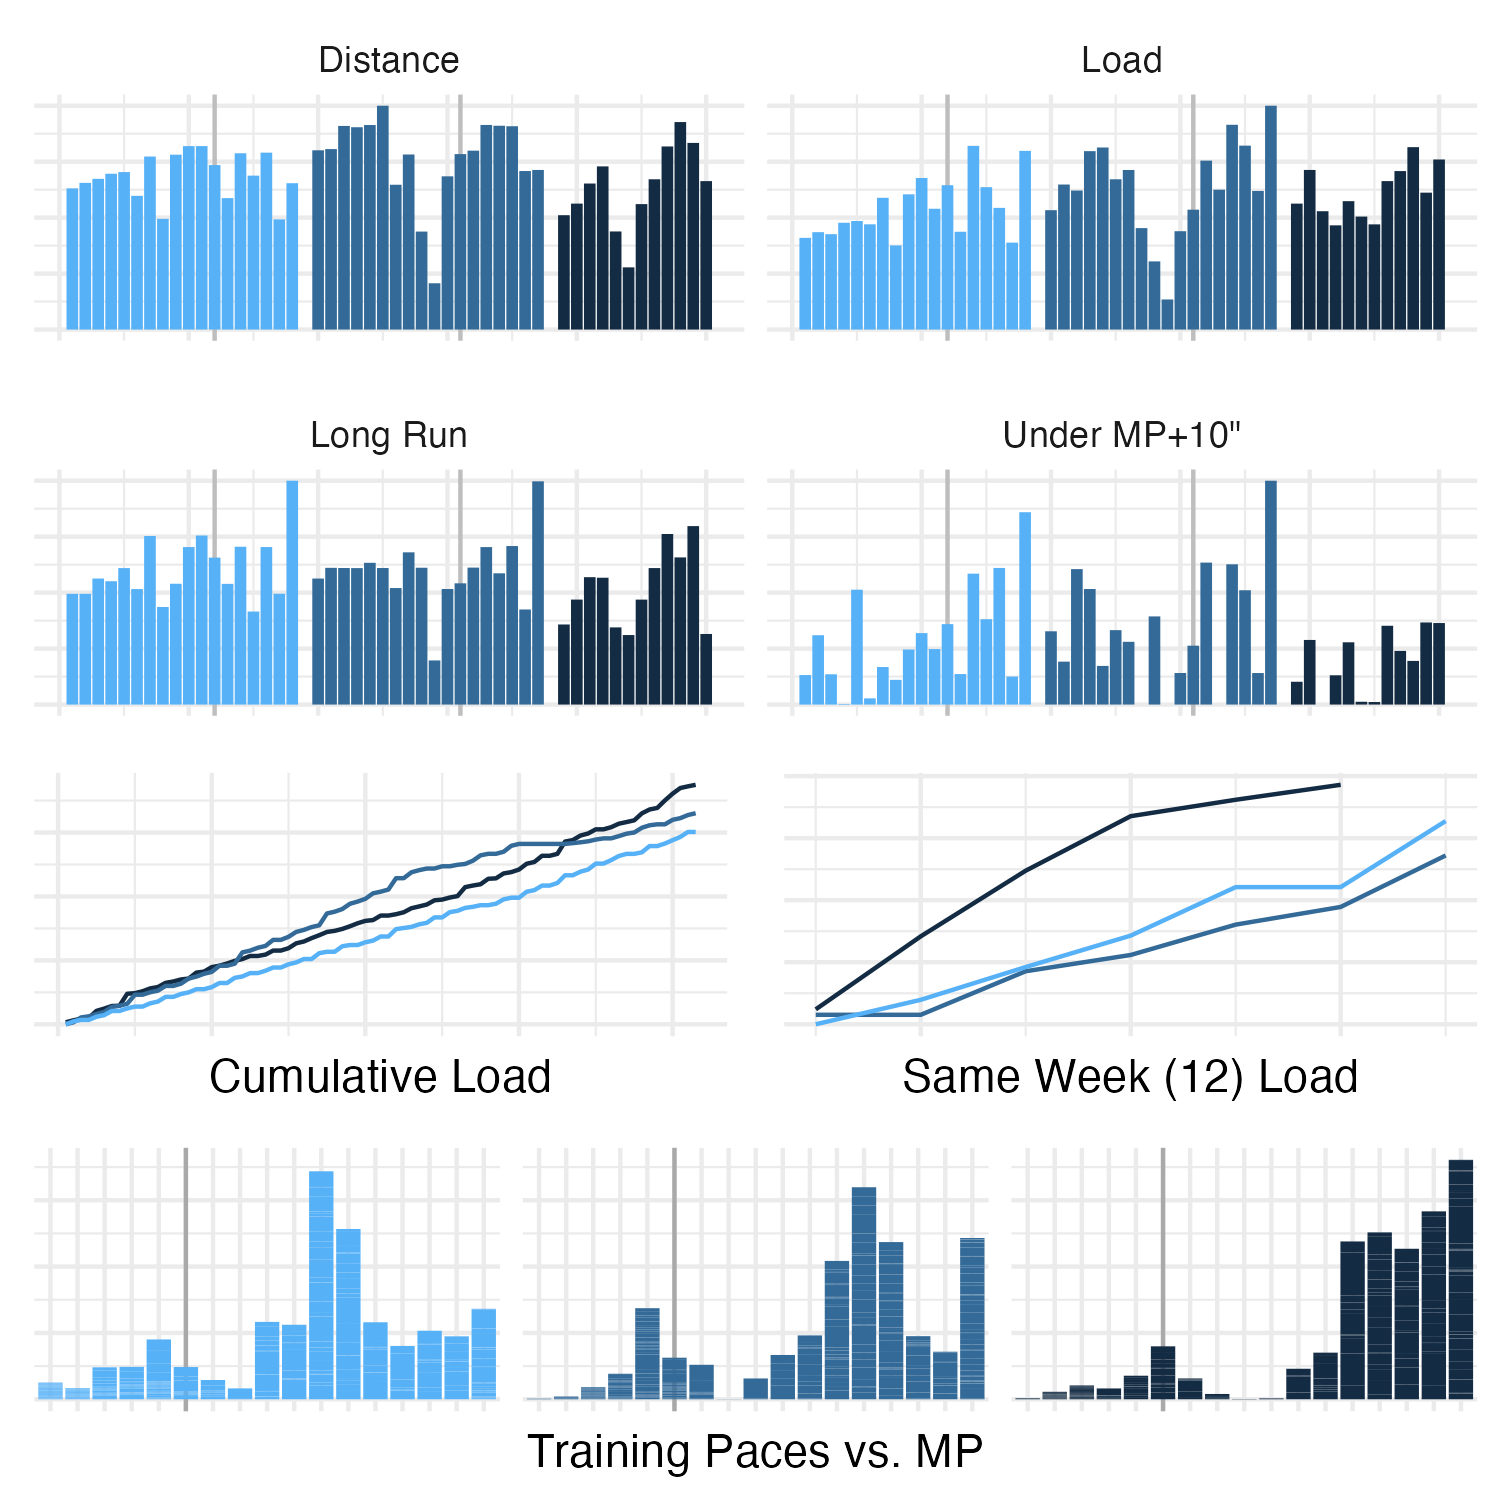 Distance
Load
Long Run
Under MP+10"
Cumulative Load
Same Week (12) Load
Training Paces vs. MP